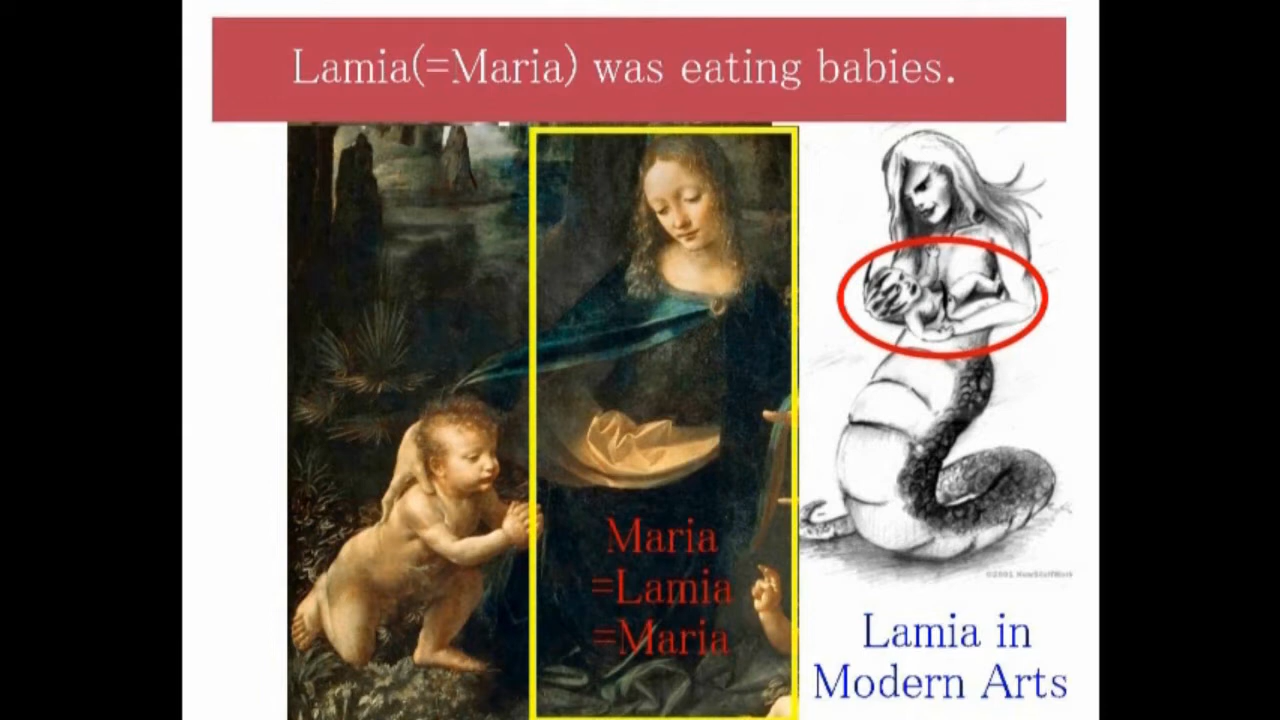 Lamia(=Maria) was eating babies.
Maria
=Lamia
=Maria
Lamia in
Modern Arts